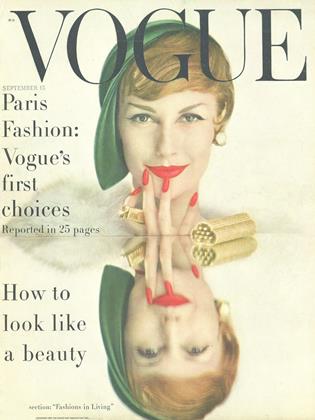 VOGUE
SEPTEMBER 15
Paris
Fashion:
Vogue's
first
choices
Reported in 25 pages
How to
look like
a beauty
section: "Fashions in Living"